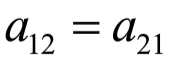 a₁₂ = a₂₁